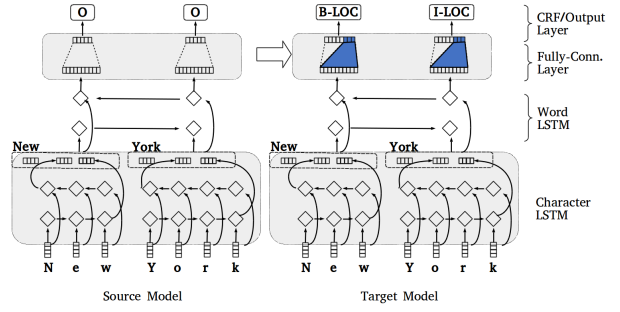 O O B-LOC I-LOC CRF/Output
Layer
Fully-Conn.
Layer
Word
LSTM
New York New York
Character
LSTM
N e w Y o r k N e w Y o r k
Source Model Target Model